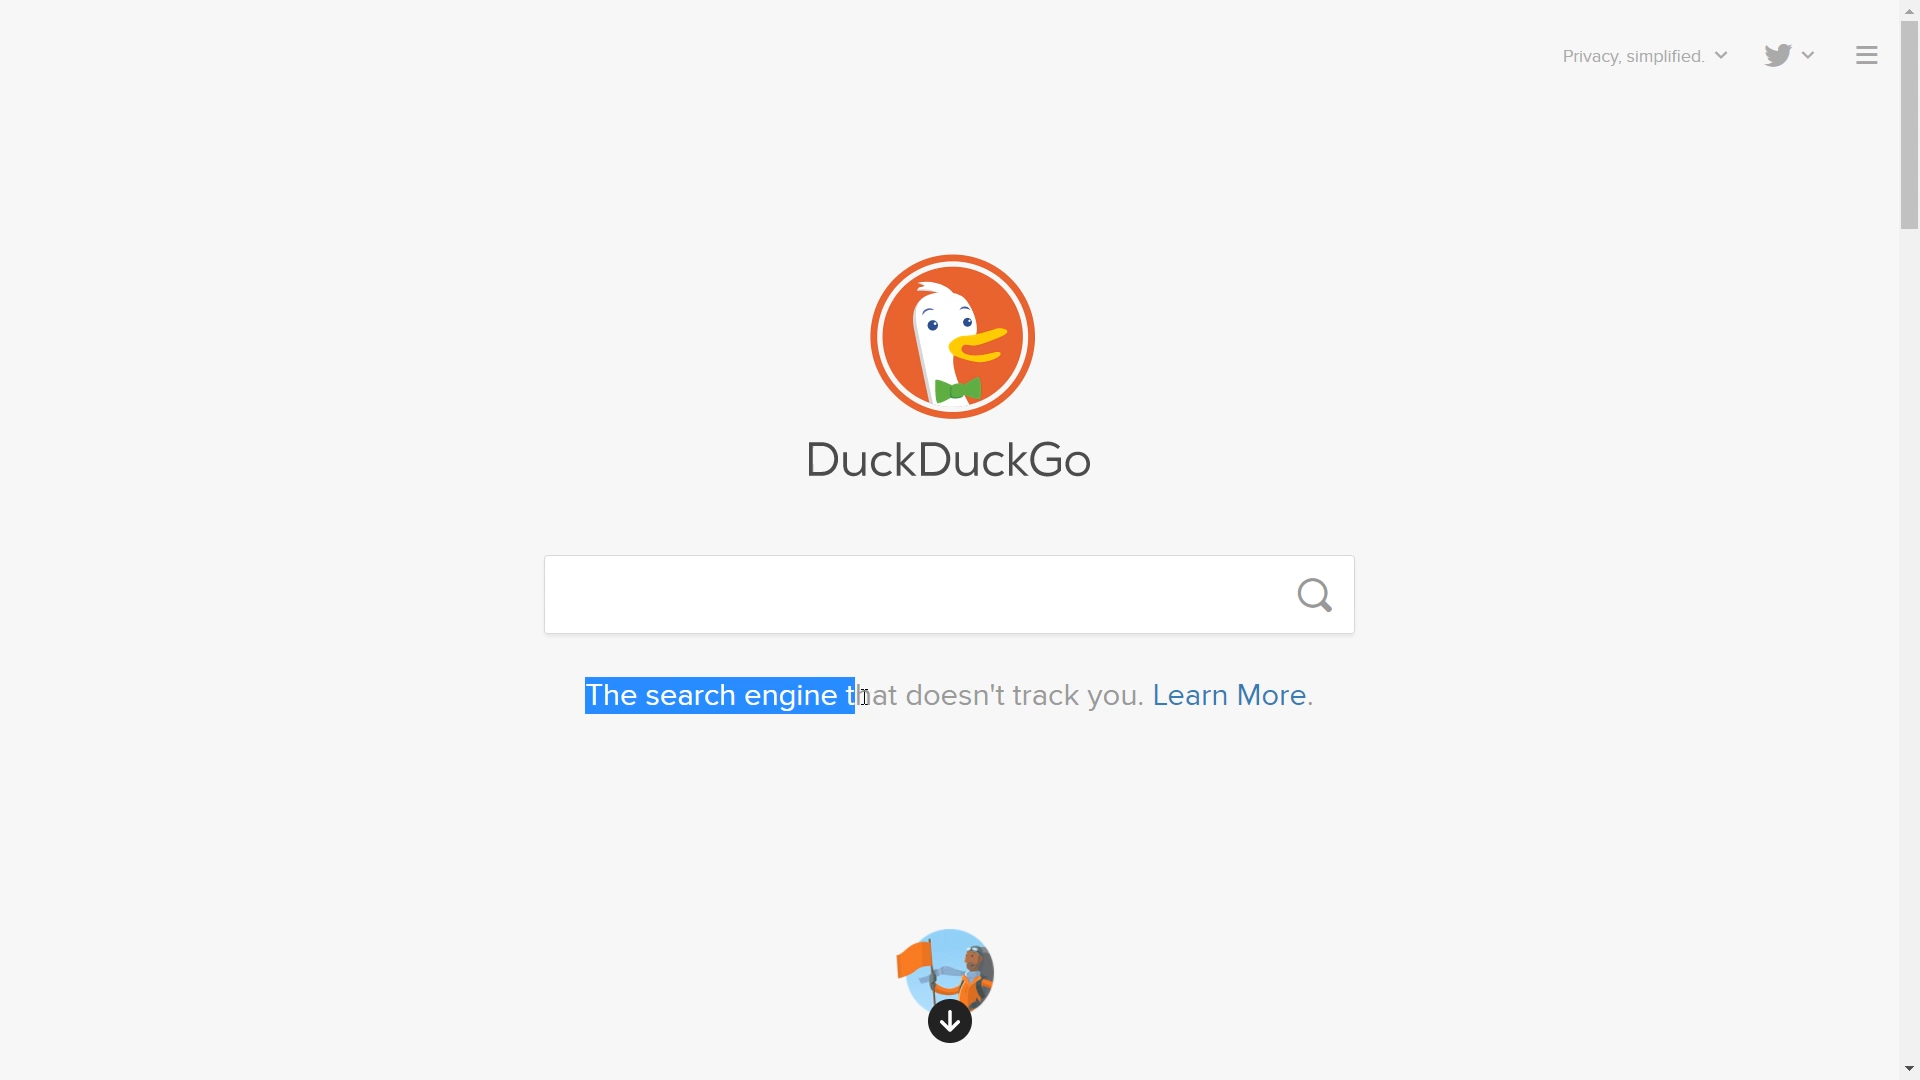 Privacy, simplified.
DuckDuckGo
The search engine that doesn't track you. Learn More.